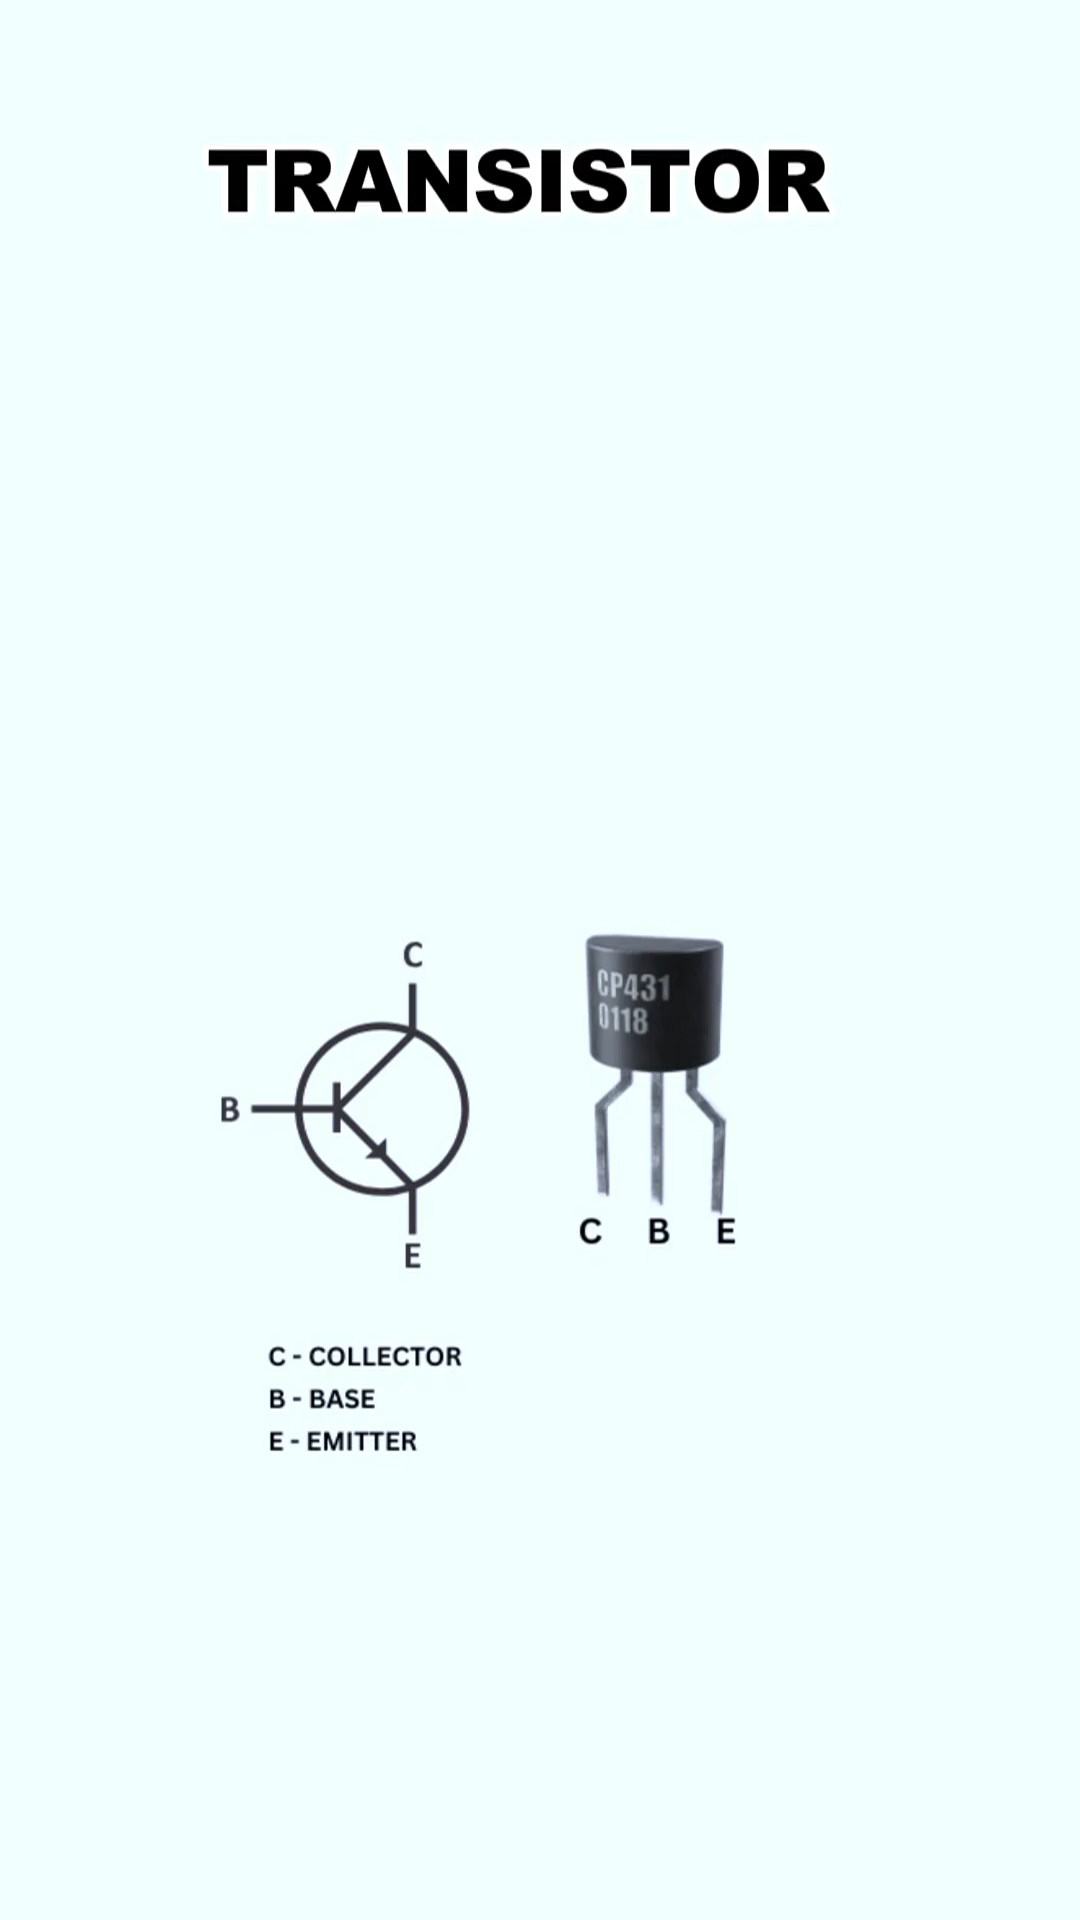 TRANSISTOR
C
B
E
CP431
0118
C B E
C - COLLECTOR
B - BASE
E - EMITTER